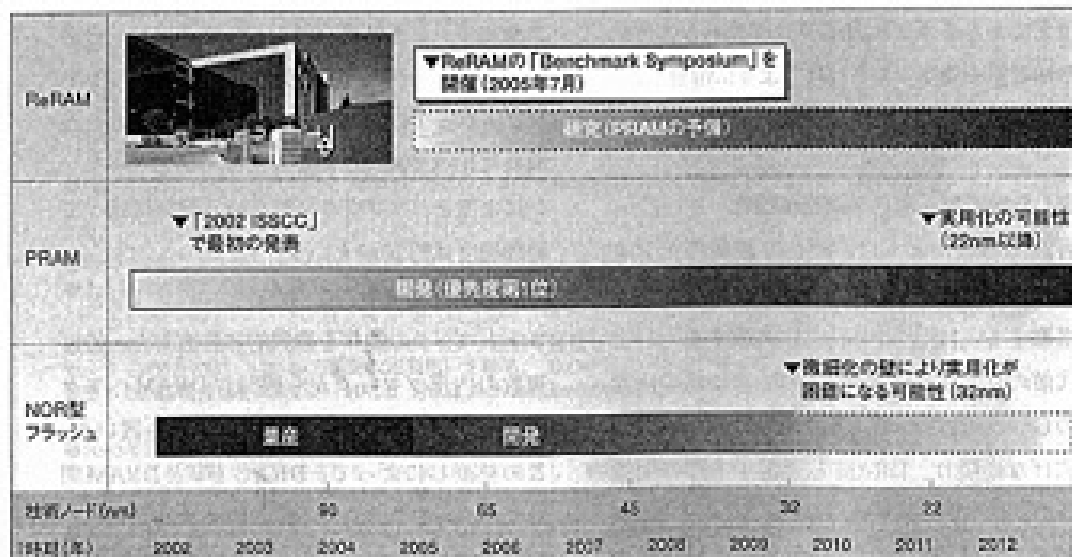 ReRAM
▼ReRAMの「Benchmark Symposium」を
開催(2005年7月)
研究(PRAMの予備)
PRAM
▼「2002 ISSCC」
で最初の発表
▼実用化の可能性
(22nm以降)
開発(優先度第1位)
NOR型
フラッシュ
▼微細化の壁により実用化が
困難になる可能性(32nm)
量産
開発
技術ノード(nm)
90 65 45 32 22
時期(年) 2002 2003 2004 2005 2006 2007 2008 2009 2010 2011 2012